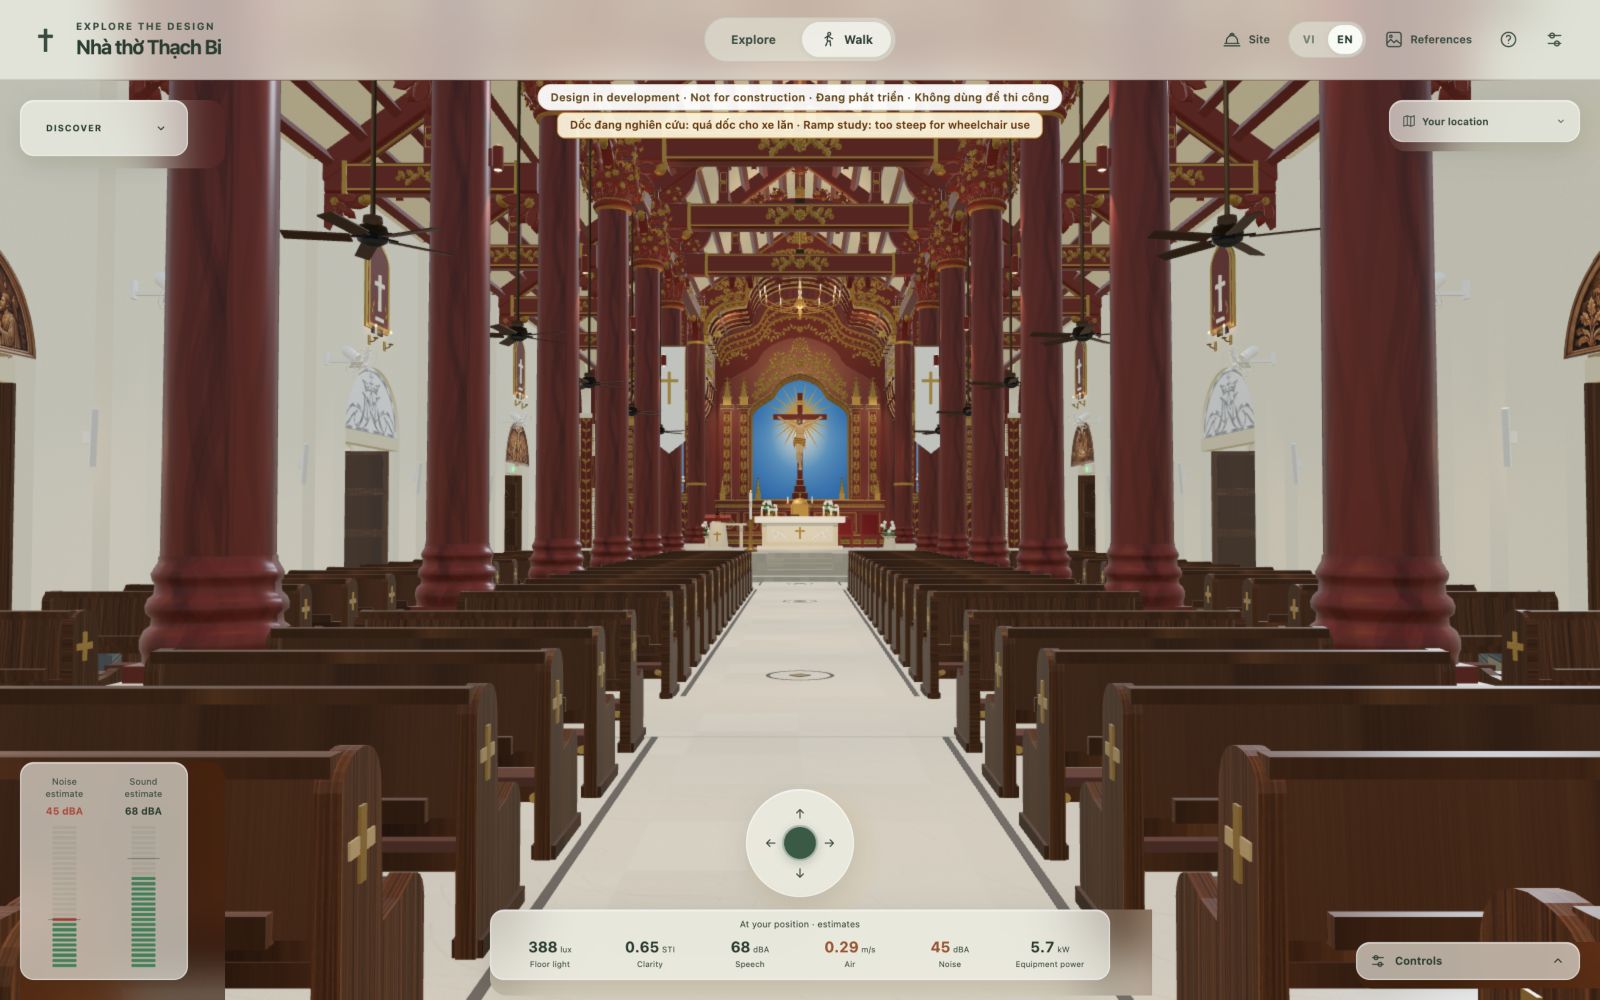 EXPLORE THE DESIGN
Nhà thờ Thạch Bi
Explore
Walk
Site
VI
EN
References
Design in development · Not for construction · Đang phát triển · Không dùng để thi công
Dốc đang nghiên cứu: quá dốc cho xe lăn · Ramp study: too steep for wheelchair use
DISCOVER
Your location
Noise estimate
45 dBA
Sound estimate
68 dBA
At your position · estimates
388 lux
Floor light
0.65 STI
Clarity
68 dBA
Speech
0.29 m/s
Air
45 dBA
Noise
5.7 kW
Equipment power
Controls